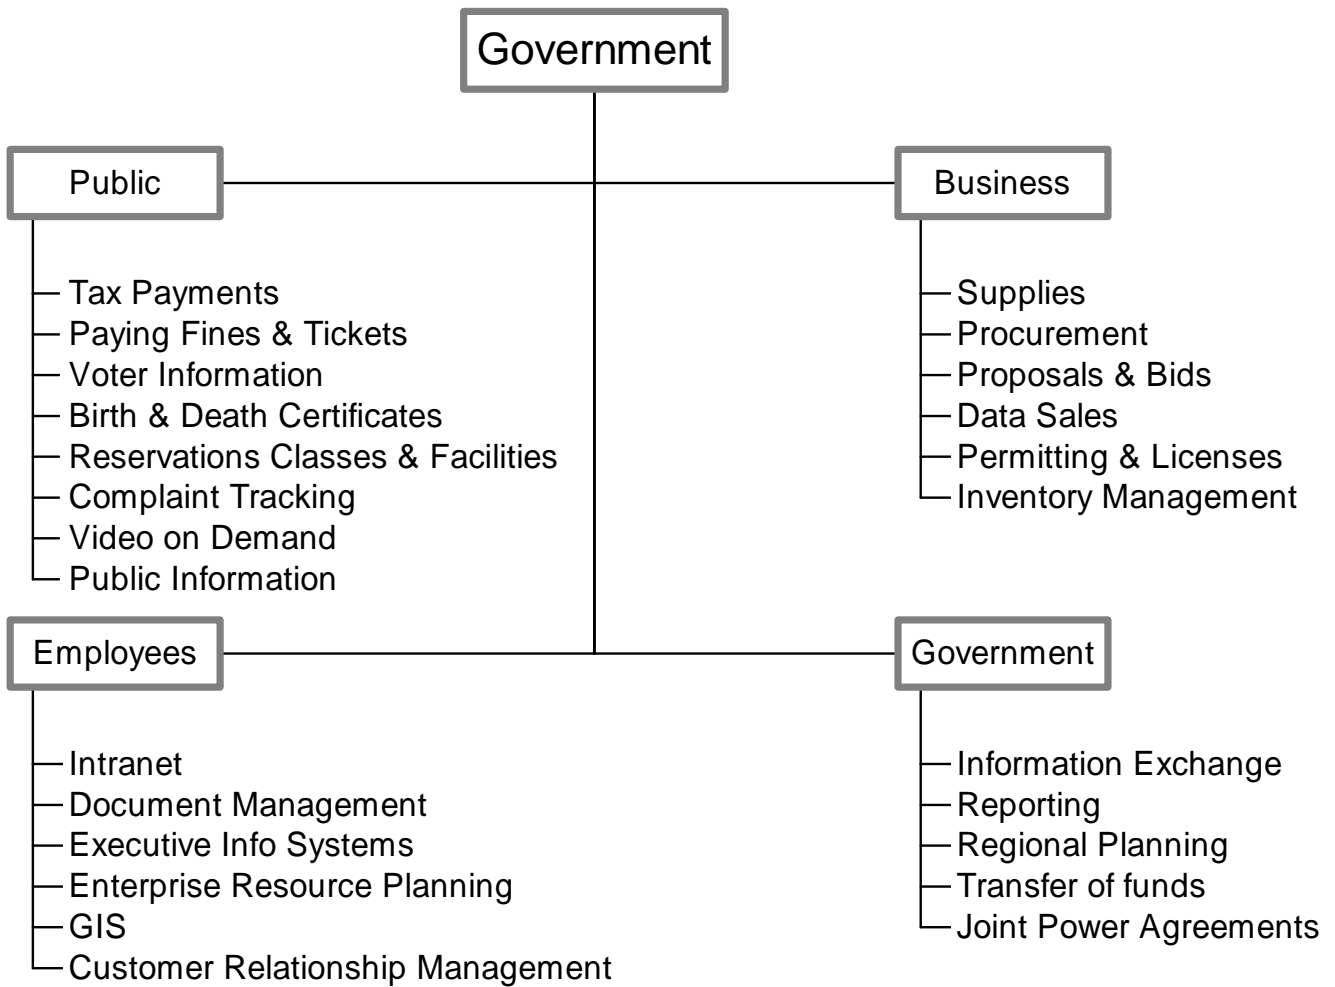 Government
Public
Tax Payments
Paying Fines & Tickets
Voter Information
Birth & Death Certificates
Reservations Classes & Facilities
Complaint Tracking
Video on Demand
Public Information
Business
Supplies
Procurement
Proposals & Bids
Data Sales
Permitting & Licenses
Inventory Management
Employees
Intranet
Document Management
Executive Info Systems
Enterprise Resource Planning
GIS
Customer Relationship Management
Government
Information Exchange
Reporting
Regional Planning
Transfer of funds
Joint Power Agreements